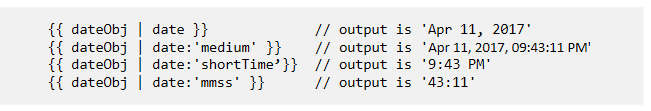 {{ dateObj | date }} // output is 'Apr 11, 2017'
{{ dateObj | date:'medium' }} // output is 'Apr 11, 2017, 09:43:11 PM'
{{ dateObj | date:'shortTime’}} // output is '9:43 PM'
{{ dateObj | date:'mmss' }} // output is '43:11'